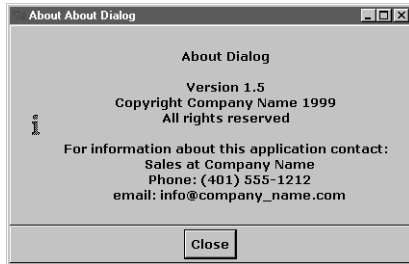 About About Dialog
About Dialog
Version 1.5
Copyright Company Name 1999
All rights reserved
i
For information about this application contact:
Sales at Company Name
Phone: (401) 555-1212
email: info@company_name.com
Close